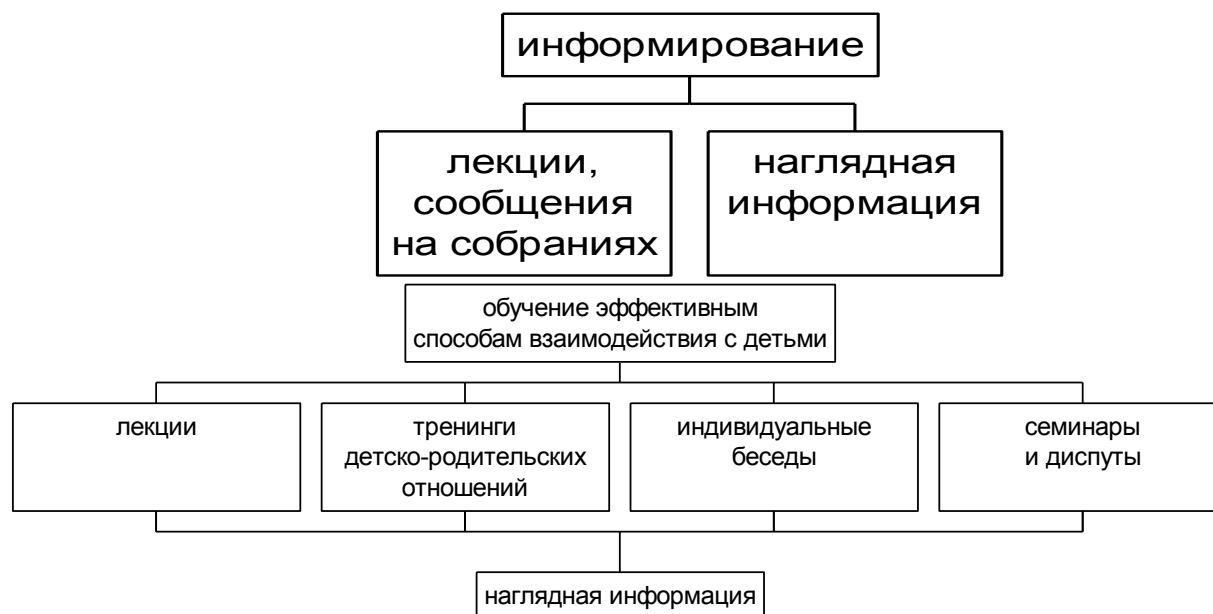 информирование
лекции,
сообщения
на собраниях
наглядная
информация
обучение эффективным
способам взаимодействия с детьми
лекции
тренинги
детско-родительских
отношений
индивидуальные
беседы
семинары
и диспуты
наглядная информация